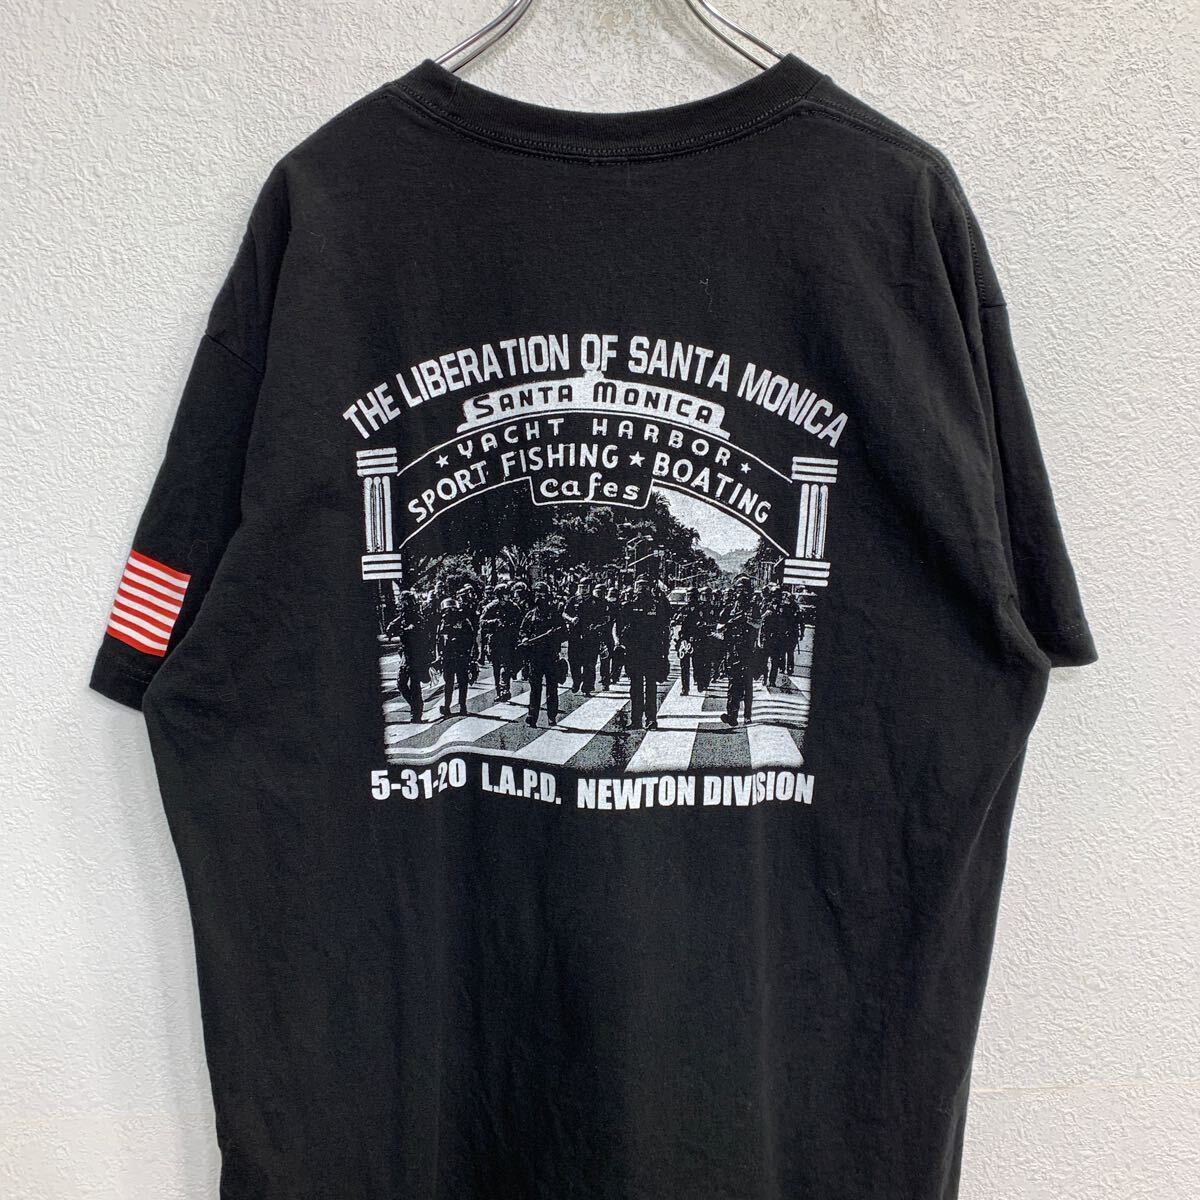 THE LIBERATION OF SANTA MONICA
SANTA MONICA
★ YACHT HARBOR ★
SPORT FISHING ★ BOATING
cafes
5-31-20 L.A.P.D. NEWTON DIVISION